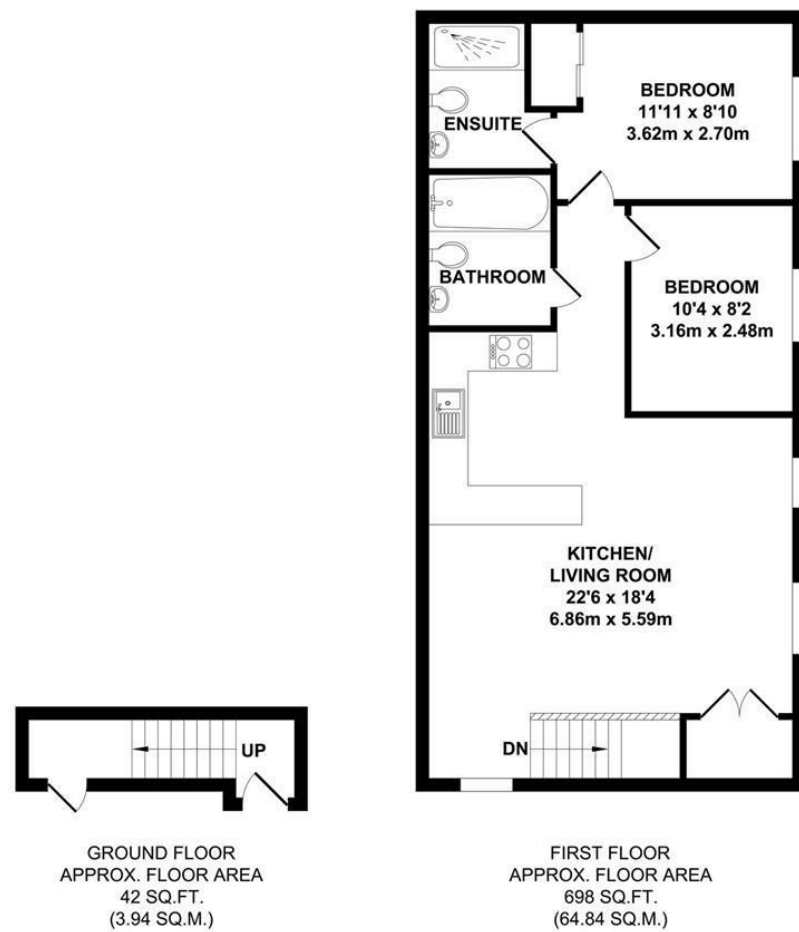 ENSUITE
BEDROOM
11'11 x 8'10
3.62m x 2.70m
BATHROOM
BEDROOM
10'4 x 8'2
3.16m x 2.48m
KITCHEN/
LIVING ROOM
22'6 x 18'4
6.86m x 5.59m
UP
DN
GROUND FLOOR
APPROX. FLOOR AREA
42 SQ.FT.
(3.94 SQ.M.)
FIRST FLOOR
APPROX. FLOOR AREA
698 SQ.FT.
(64.84 SQ.M.)